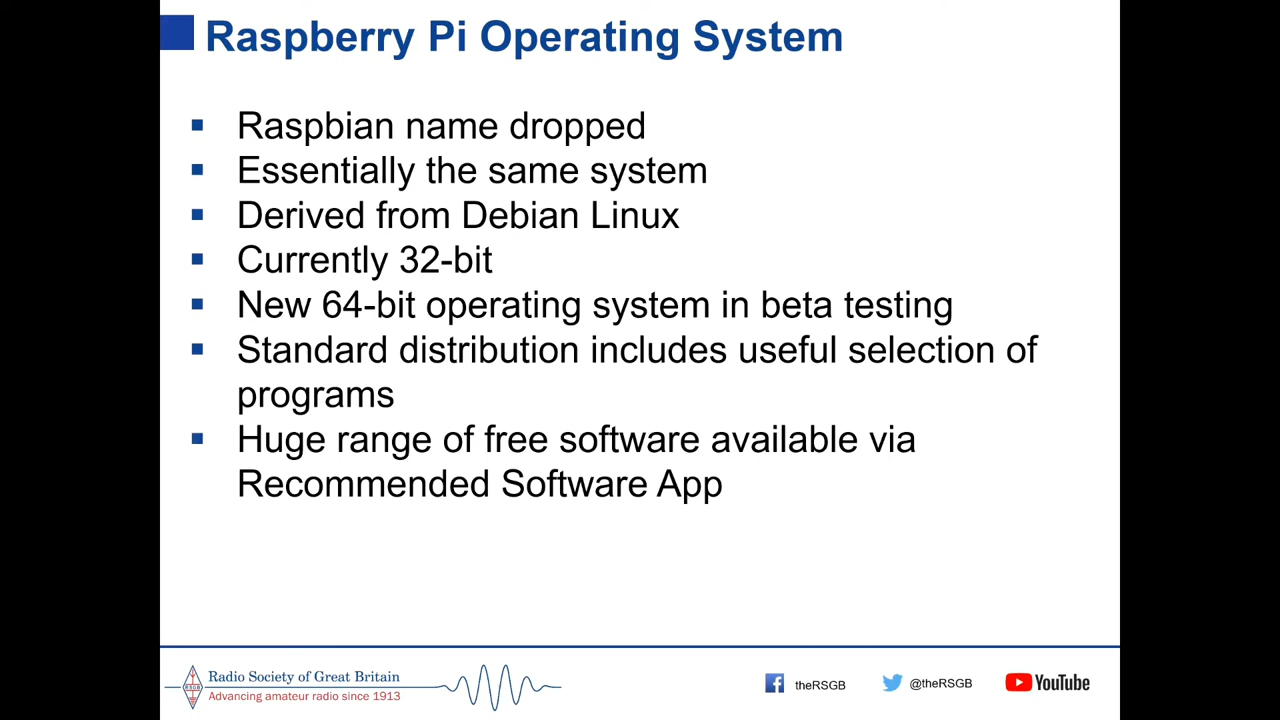 Raspberry Pi Operating System
▪ Raspbian name dropped
▪ Essentially the same system
▪ Derived from Debian Linux
▪ Currently 32-bit
▪ New 64-bit operating system in beta testing
▪ Standard distribution includes useful selection of
programs
▪ Huge range of free software available via
Recommended Software App
RSGB
Radio Society of Great Britain
Advancing amateur radio since 1913
theRSGB
@theRSGB
YouTube